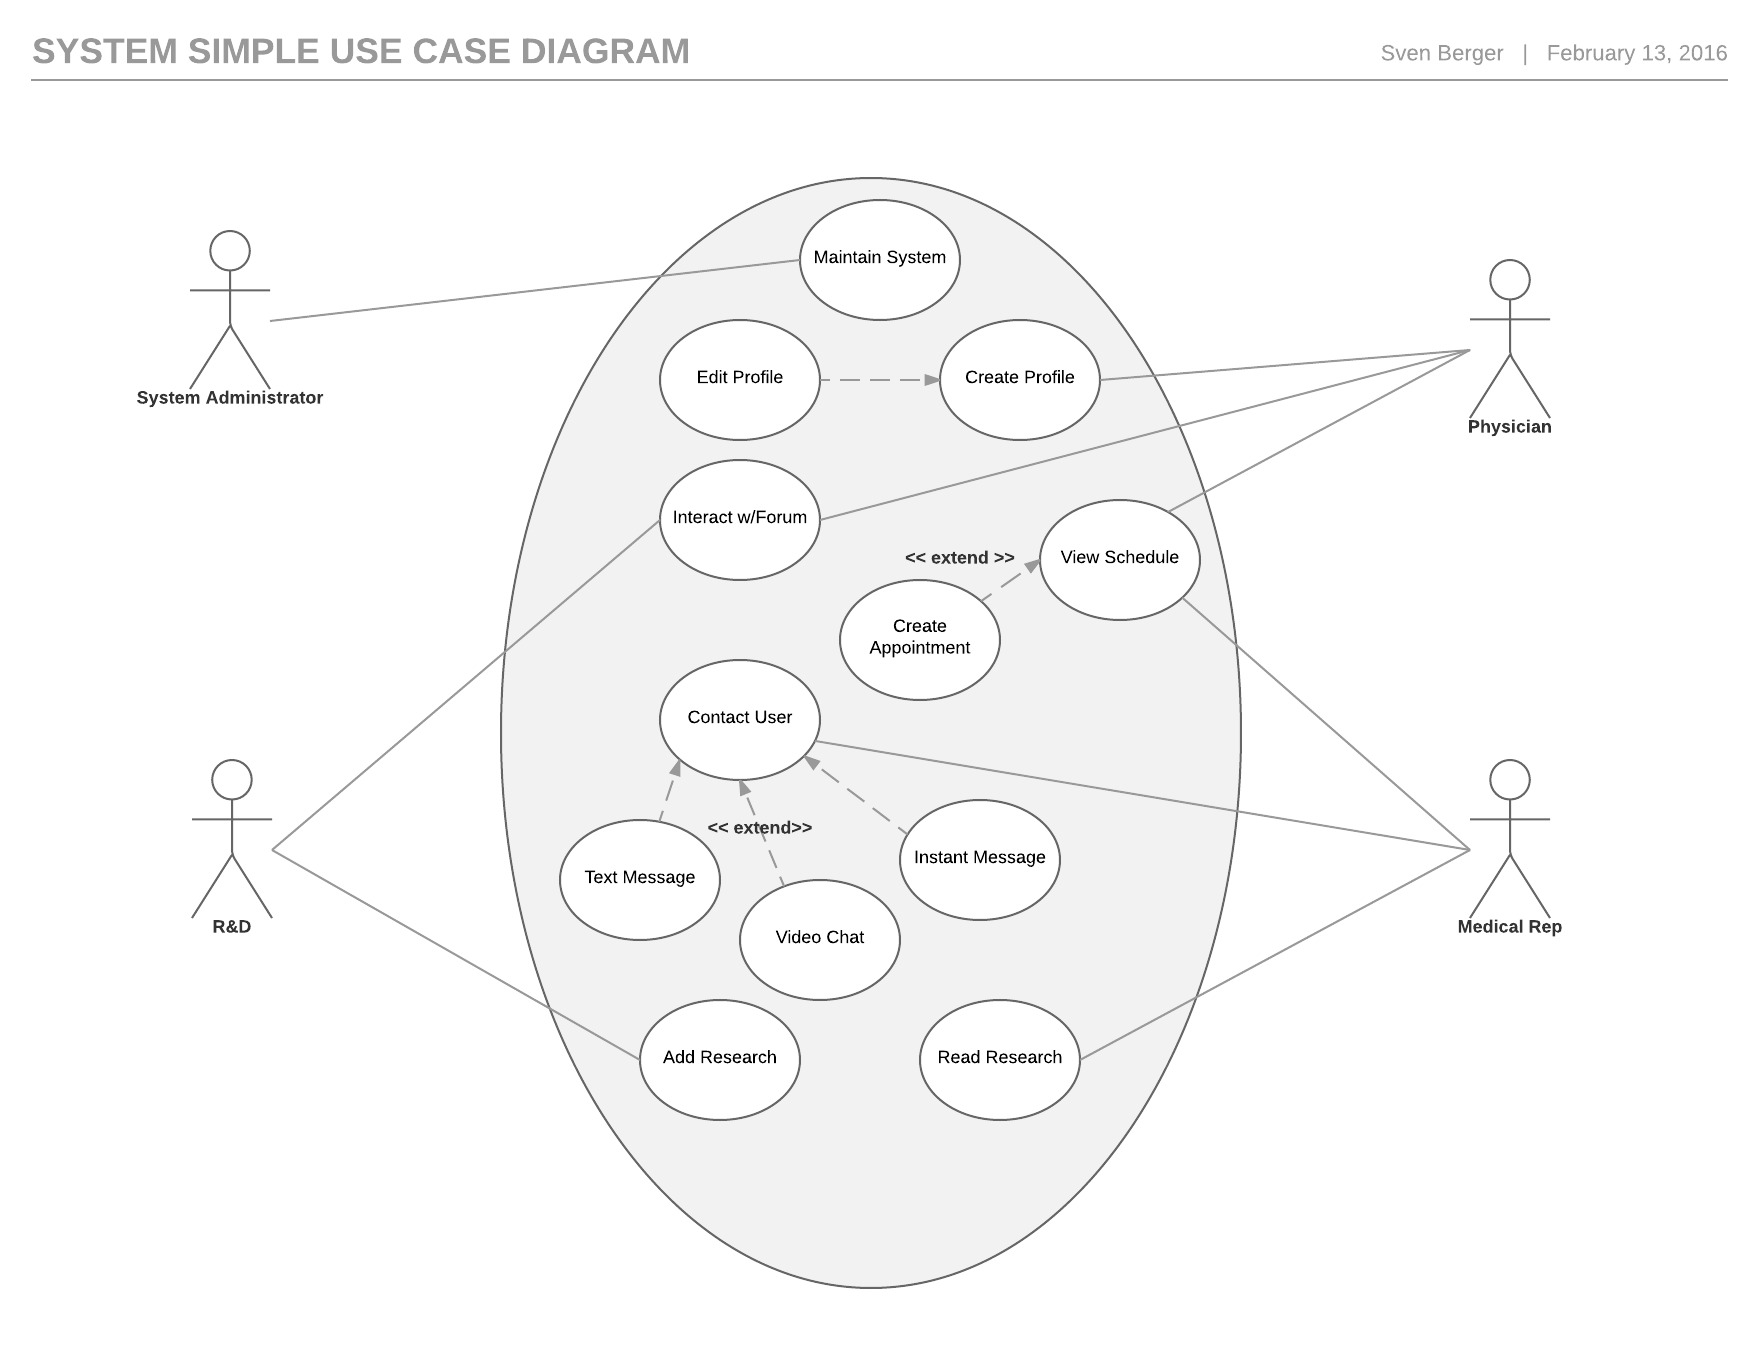 SYSTEM SIMPLE USE CASE DIAGRAM
Sven Berger | February 13, 2016
Maintain System
Edit Profile
Create Profile
System Administrator
Physician
Interact w/Forum
<< extend >>
View Schedule
Create
Appointment
Contact User
<< extend>>
Instant Message
Text Message
Video Chat
R&D
Medical Rep
Add Research
Read Research